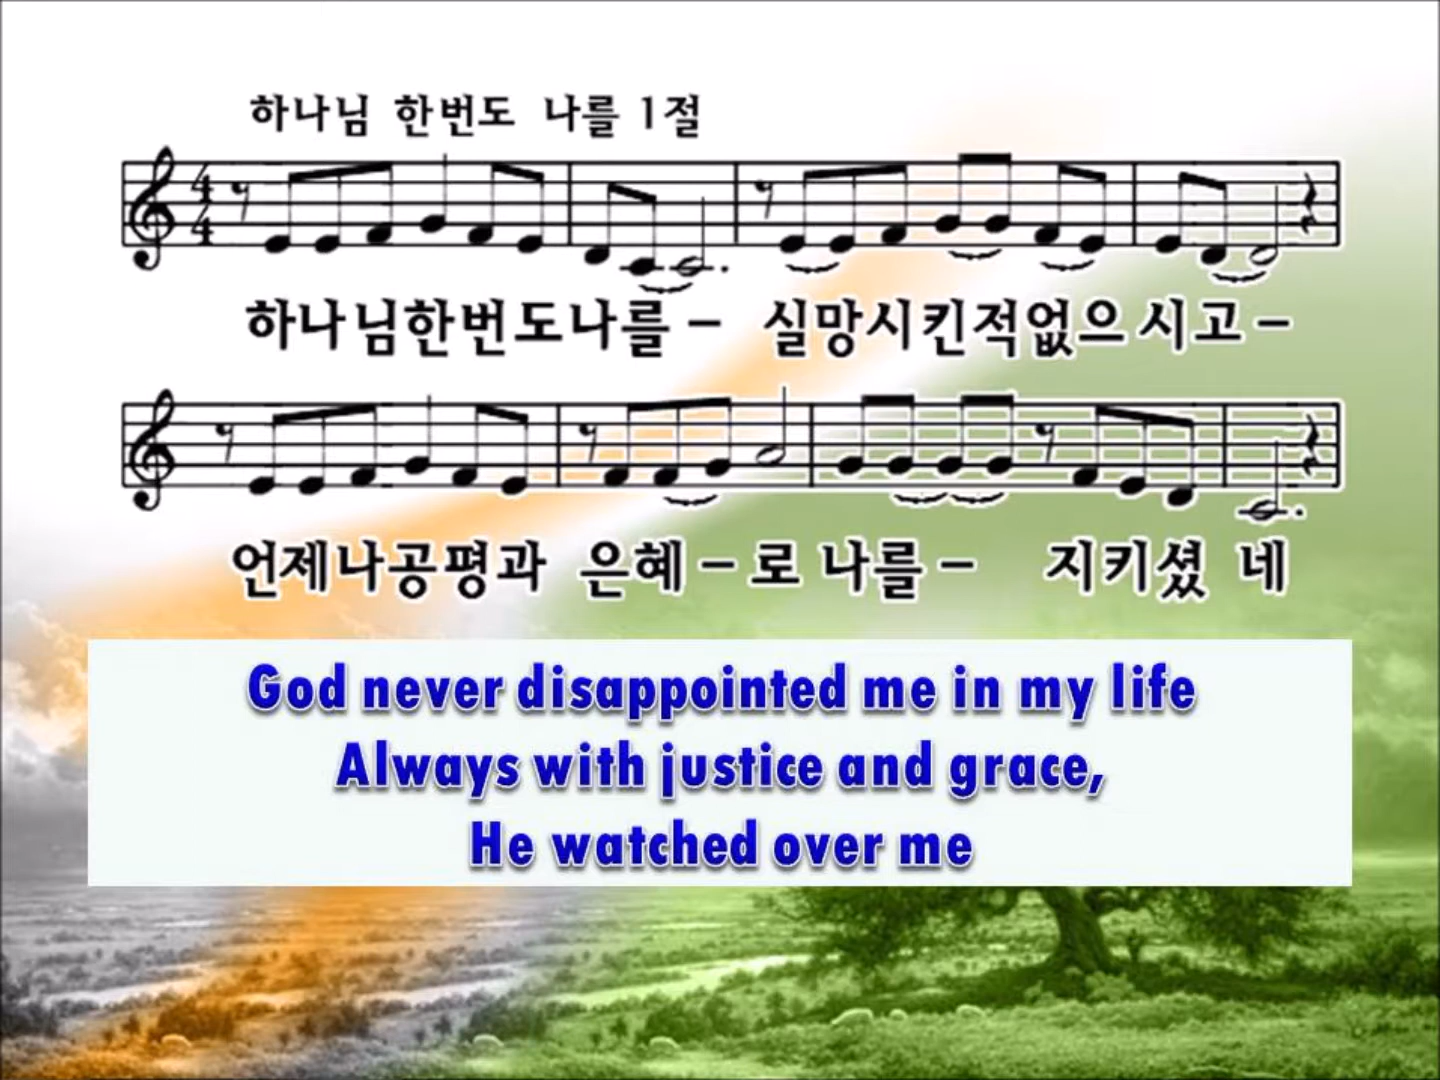 하나님 한번도 나를 1절
하나님한번도나를 – 실망시킨적없으시고 –
언제나공평과 은혜 – 로 나를 – 지키셨 네
God never disappointed me in my life
Always with justice and grace,
He watched over me